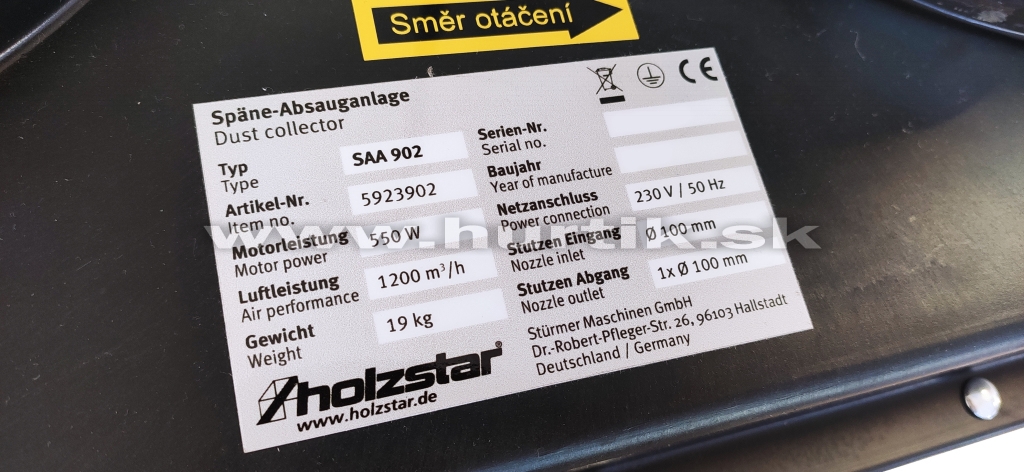 Směr otáčení
Späne-Absauganlage
Dust collector
Typ
Type
SAA 902
Artikel-Nr.
Item no.
5923902
Motorleistung
Motor power
550 W
Luftleistung
Air performance
1200 m³/h
Gewicht
Weight
19 kg
Serien-Nr.
Serial no.
Baujahr
Year of manufacture
Netzanschluss
Power connection
230 V / 50 Hz
Stutzen Eingang
Nozzle inlet
Ø 100 mm
Stutzen Abgang
Nozzle outlet
1x Ø 100 mm
CE
holzstar®
www.holzstar.de
Stürmer Maschinen GmbH
Dr.-Robert-Pfleger-Str. 26, 96103 Hallstadt
Deutschland / Germany
www.hurtik.sk